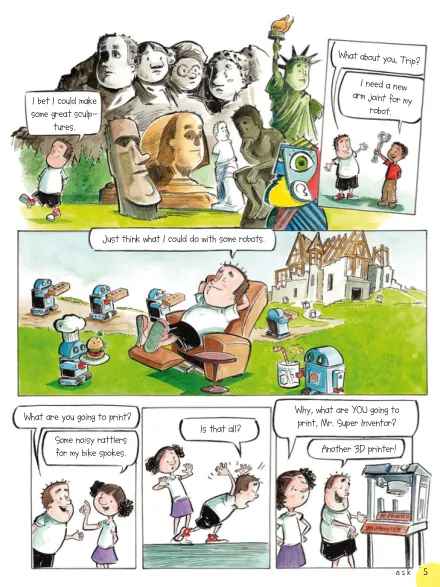 I bet I could make
some great sculp-
tures.
What about you, Trip?
I need a new
arm joint for my
robot.
Just think what I could do with some robots.
What are you going to print?
Some noisy rattlers
for my bike spokes.
Is that all?
Why, what are YOU going to
print, Mr. Super Inventor?
Another 3D printer!
3D PRINTER
3D PRINTER
ask 5